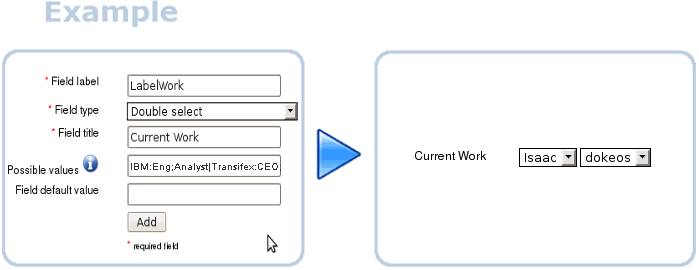 Example
* Field label LabelWork
* Field type Double select
* Field title Current Work
Possible values i IBM:Eng;Analyst|Transifex:CEO
Field default value
Add
* required field
Current Work Isaac dokeos